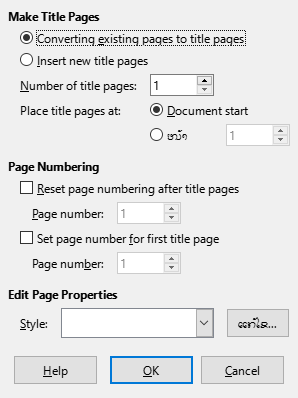 Make Title Pages
Converting existing pages to title pages
Insert new title pages
Number of title pages: 1
Place title pages at: Document start
ໜ້າ 1
Page Numbering
Reset page numbering after title pages
Page number: 1
Set page number for first title page
Page number: 1
Edit Page Properties
Style: ແກ້ໄຂ...
Help OK Cancel